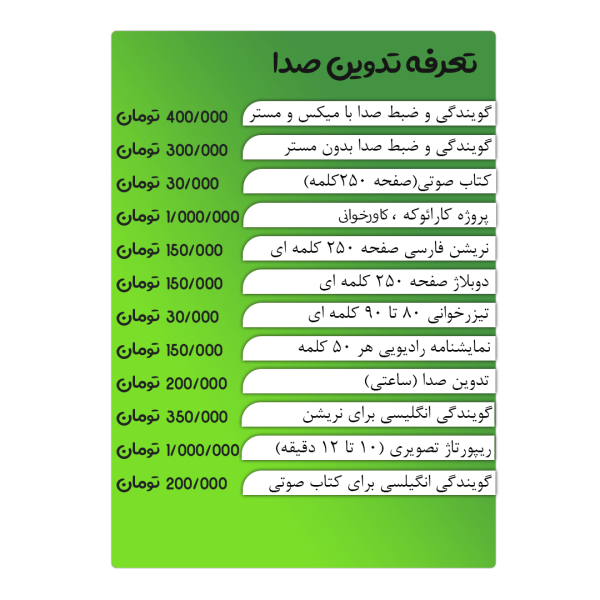 تعرفه تدوین صدا
گویندگی و ضبط صدا با میکس و مستر 400/000 تومان
گویندگی و ضبط صدا بدون مستر 300/000 تومان
کتاب صوتی(صفحه ۲۵۰کلمه) 30/000 تومان
پروژه کارائوکه ، کاورخوانی 1/000/000 تومان
نریشن فارسی صفحه ۲۵۰ کلمه ای 150/000 تومان
دوبلاژ صفحه ۲۵۰ کلمه ای 150/000 تومان
تیزرخوانی ۸۰ تا ۹۰ کلمه ای 30/000 تومان
نمایشنامه رادیویی هر ۵۰ کلمه 150/000 تومان
تدوین صدا (ساعتی) 200/000 تومان
گویندگی انگلیسی برای نریشن 350/000 تومان
ریپورتاژ تصویری (۱۰ تا ۱۲ دقیقه) 1/000/000 تومان
گویندگی انگیلسی برای کتاب صوتی 200/000 تومان